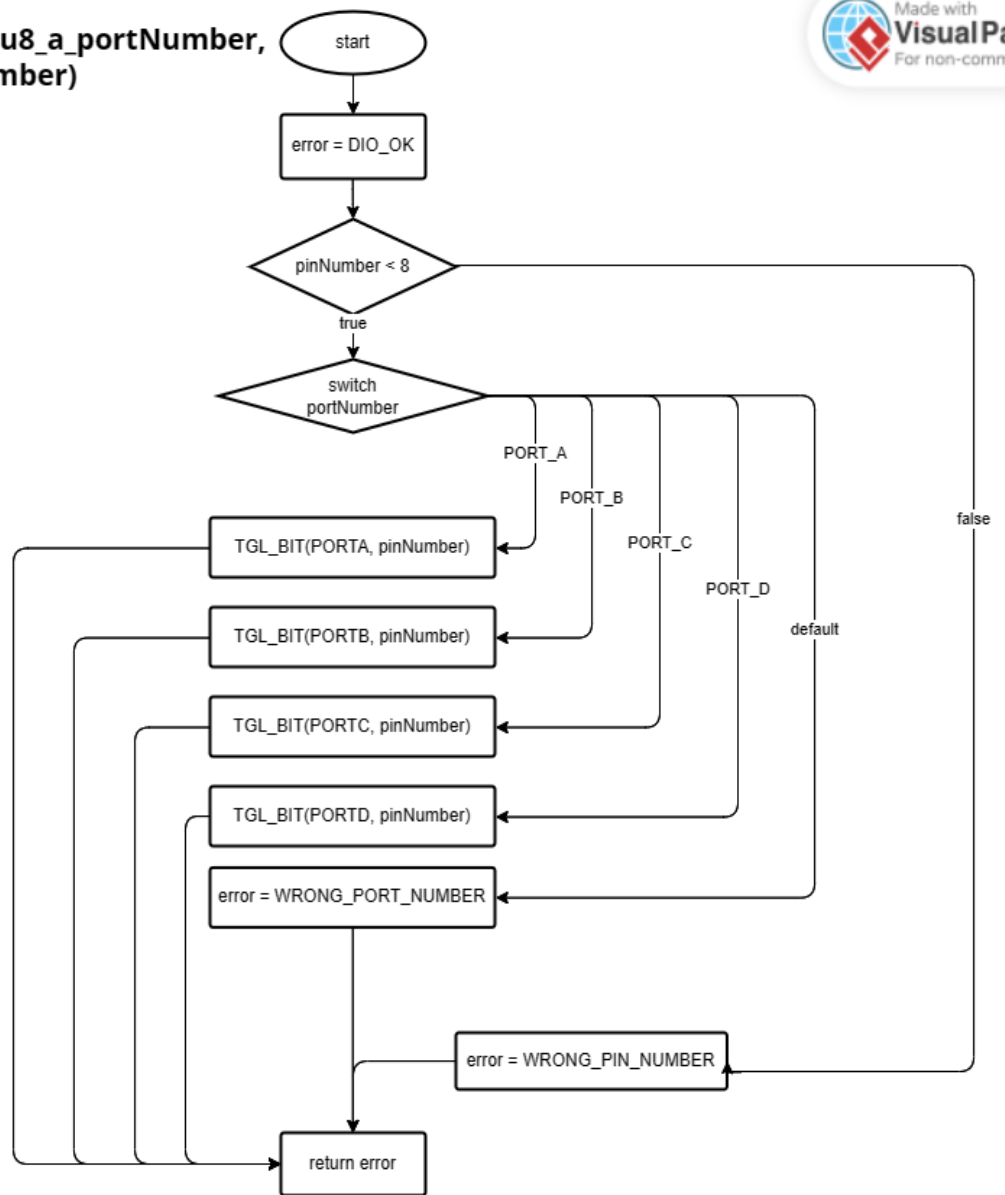 u8_a_portNumber,
mber)
start
Made with
Visual Pa
For non-comm
error = DIO_OK
pinNumber < 8
true
switch
portNumber
PORT_A
PORT_B
PORT_C
PORT_D
default
false
TGL_BIT(PORTA, pinNumber)
TGL_BIT(PORTB, pinNumber)
TGL_BIT(PORTC, pinNumber)
TGL_BIT(PORTD, pinNumber)
error = WRONG_PORT_NUMBER
error = WRONG_PIN_NUMBER
return error